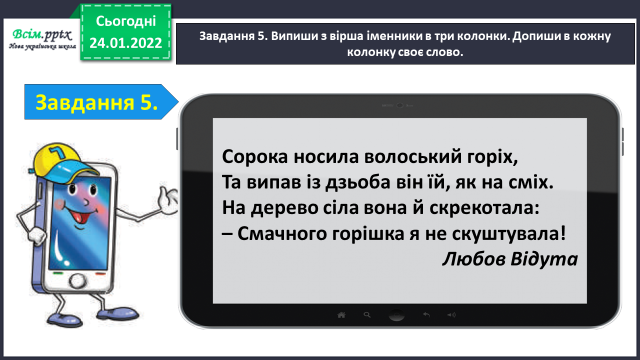 Всім.pptx
Нова українська школа
Сьогодні
24.01.2022
Завдання 5. Випиши з вірша іменники в три колонки. Допиши в кожну
колонку своє слово.
Завдання 5.
Сорока носила волоський горіх,
Та випав із дзьоба він їй, як на сміх.
На дерево сіла вона й скрекотала:
– Смачного горішка я не скуштувала!
Любов Відута